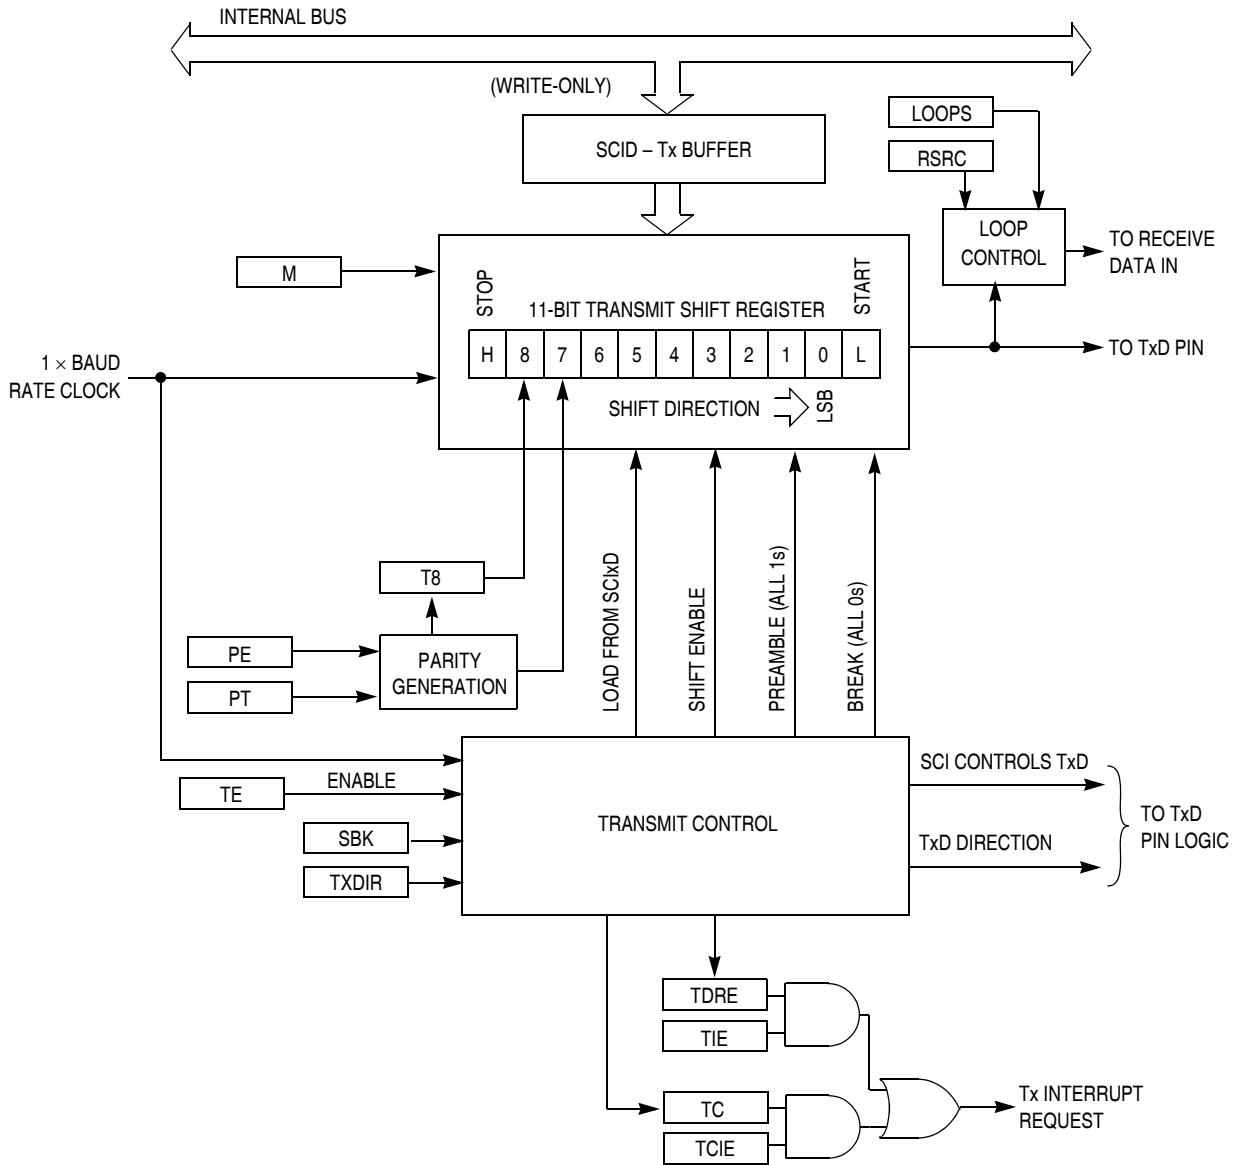 INTERNAL BUS
(WRITE-ONLY)
SCID – Tx BUFFER
LOOPS
RSRC
LOOP
CONTROL
TO RECEIVE
DATA IN
M
STOP
11-BIT TRANSMIT SHIFT REGISTER
START
H 8 7 6 5 4 3 2 1 0 L
SHIFT DIRECTION
LSB
1 × BAUD
RATE CLOCK
TO TxD PIN
T8
PE
PT
PARITY
GENERATION
LOAD FROM SCIxD
SHIFT ENABLE
PREAMBLE (ALL 1s)
BREAK (ALL 0s)
TE
ENABLE
SBK
TXDIR
TRANSMIT CONTROL
SCI CONTROLS TxD
TxD DIRECTION
TO TxD
PIN LOGIC
TDRE
TIE
TC
TCIE
Tx INTERRUPT
REQUEST